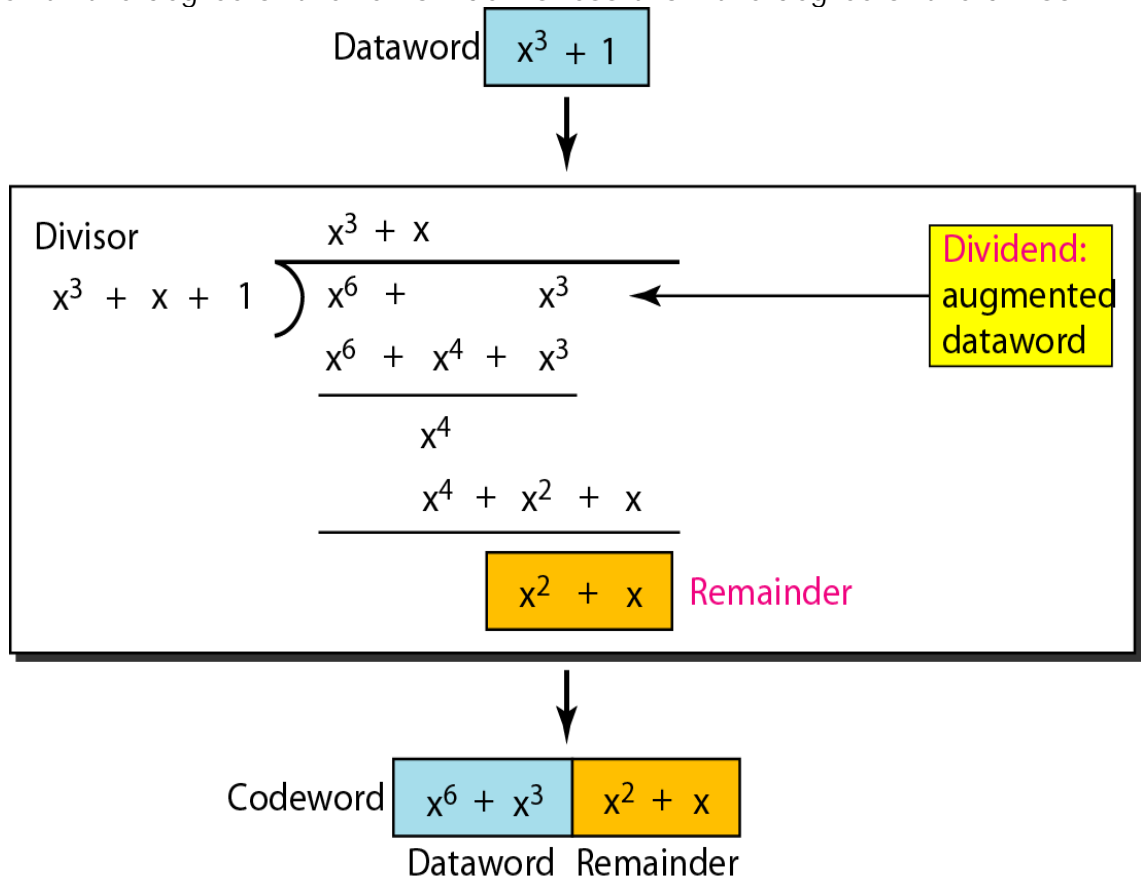 Dataword x³ + 1
Divisor
x³ + x
x³ + x + 1
x⁶ + x³
Dividend:
augmented
dataword
x⁶ + x⁴ + x³
x⁴
x⁴ + x² + x
x² + x Remainder
Codeword x⁶ + x³ x² + x
Dataword Remainder